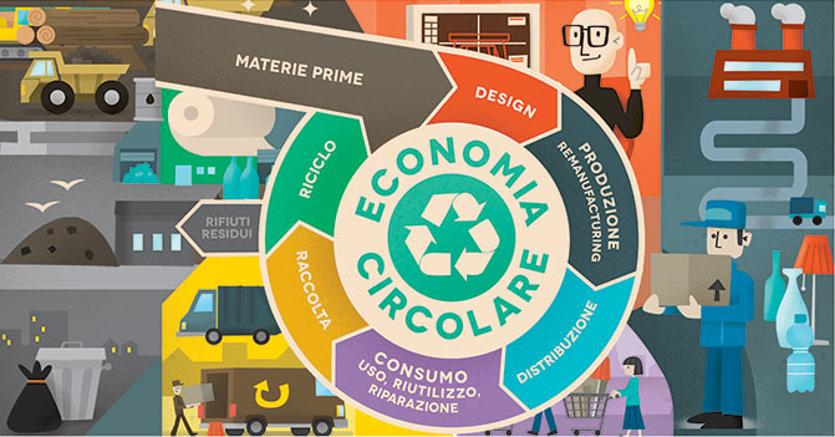 MATERIE PRIME
DESIGN
PRODUZIONE
REMANUFACTURING
DISTRIBUZIONE
CONSUMO
USO, RIUTILIZZO,
RIPARAZIONE
RACCOLTA
RIFIUTI
RESIDUI
RICICLO
ECONOMIA
CIRCOLARE